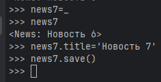 >>> news7=_
>>> news7
<News: Новость 6>
>>> news7.title='Новость 7'
>>> news7.save()
>>>